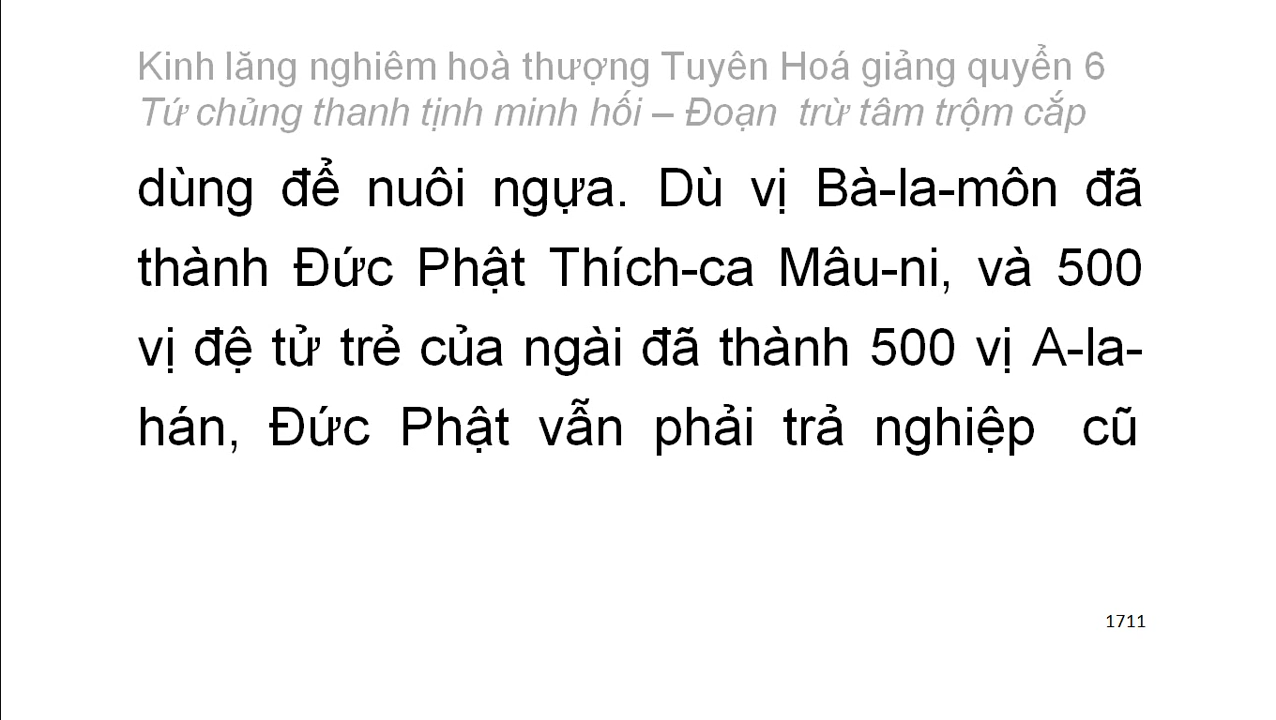 Kinh lăng nghiêm hoà thượng Tuyên Hoá giảng quyển 6
Tứ chủng thanh tịnh minh hối – Đoạn  trừ tâm trộm cắp
dùng để nuôi ngựa. Dù vị Bà-la-môn đã
thành Đức Phật Thích-ca Mâu-ni, và 500
vị đệ tử trẻ của ngài đã thành 500 vị A-la-
hán, Đức Phật vẫn phải trả nghiệp  cũ
1711